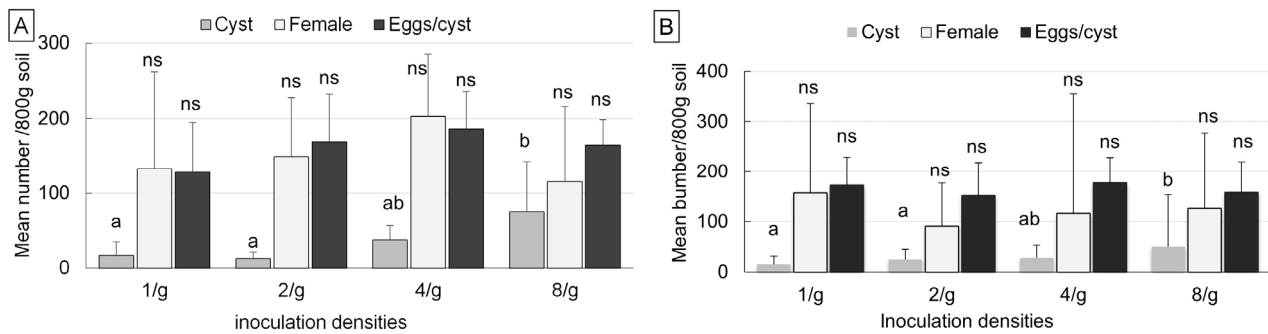 A
Cyst Female Eggs/cyst
Mean number /800g soil
300
200
100
0
ns ns ns ns ns ns ns
b
ab
a a
1/g 2/g 4/g 8/g
inoculation densities
B
Cyst Female Eggs/cyst
Mean bumber/800g soil
400
300
200
100
0
ns ns ns ns ns ns ns ns
a a ab b
1/g 2/g 4/g 8/g
Inoculation densities